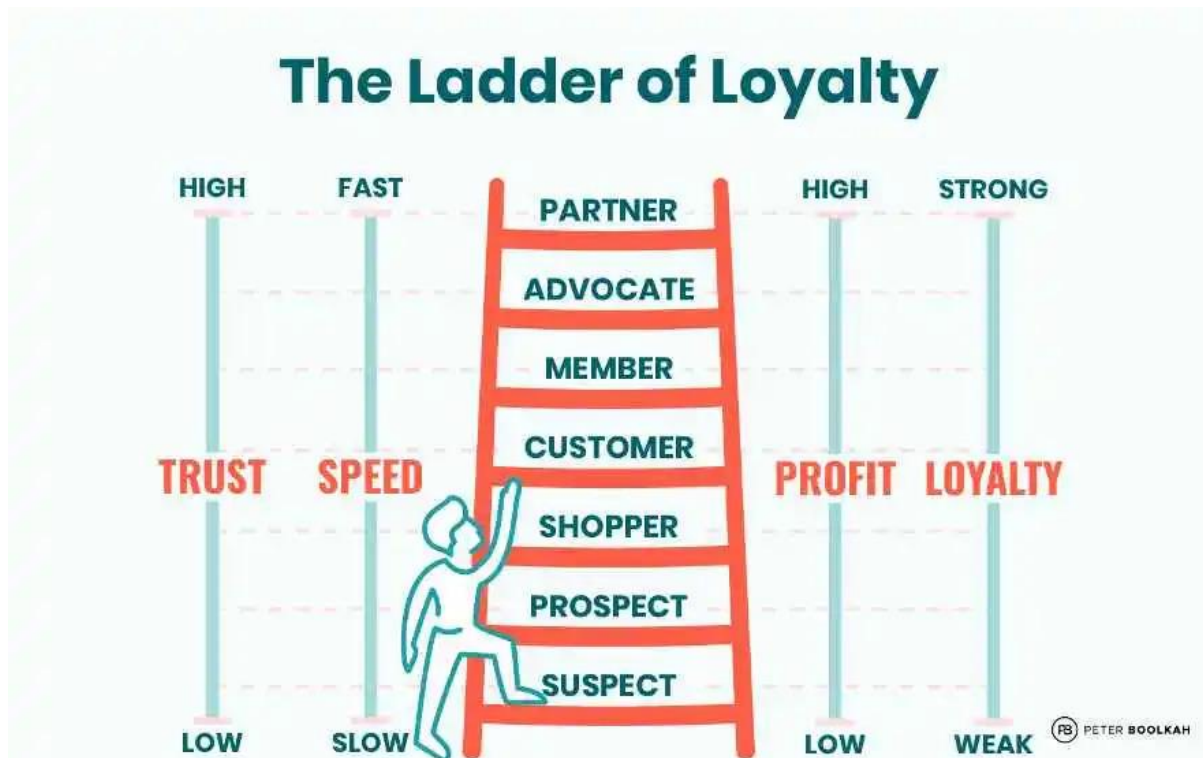 The Ladder of Loyalty
HIGH FAST HIGH STRONG
PARTNER
ADVOCATE
MEMBER
CUSTOMER
TRUST SPEED PROFIT LOYALTY
SHOPPER
PROSPECT
SUSPECT
LOW SLOW LOW WEAK
PB PETER BOOLKAH